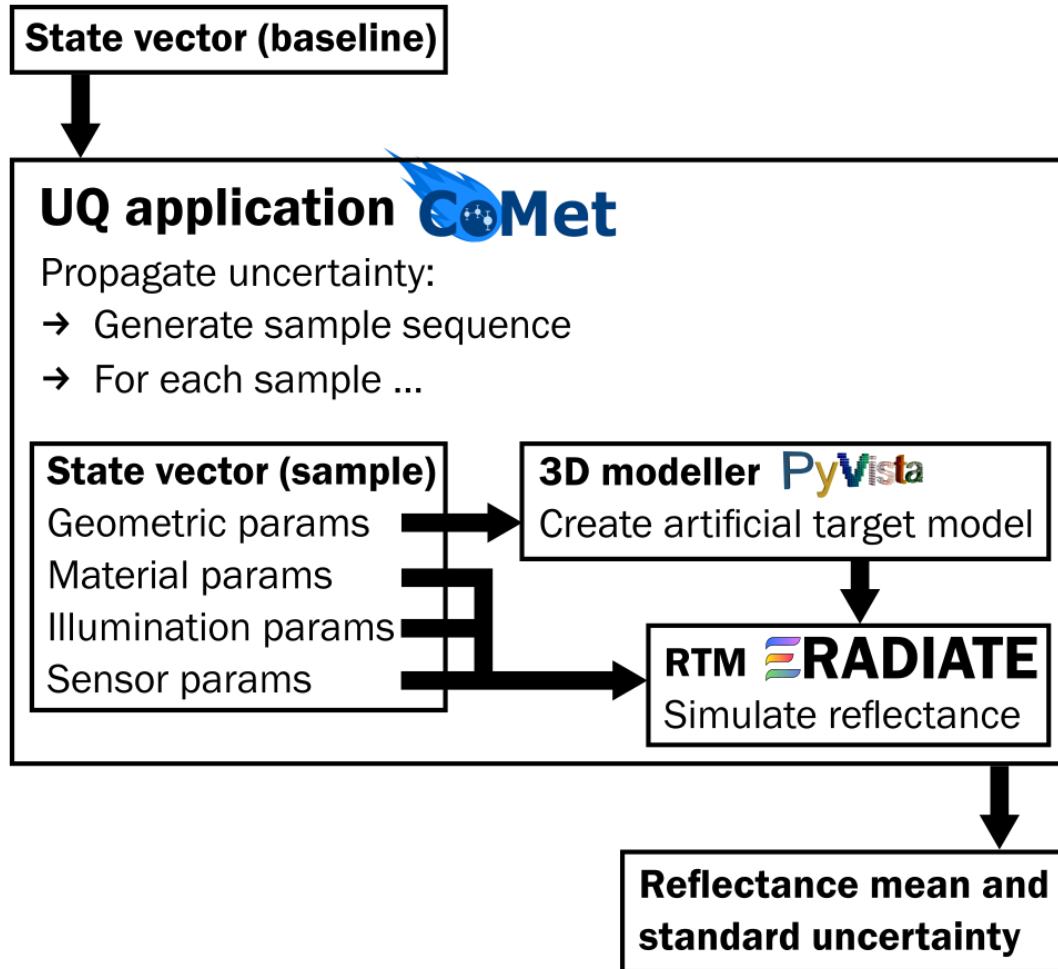 State vector (baseline)
UQ application CoMet
Propagate uncertainty:
→ Generate sample sequence
→ For each sample ...
State vector (sample)
Geometric params
Material params
Illumination params
Sensor params
3D modeller PyVista
Create artificial target model
RTM ERADIATE
Simulate reflectance
Reflectance mean and
standard uncertainty